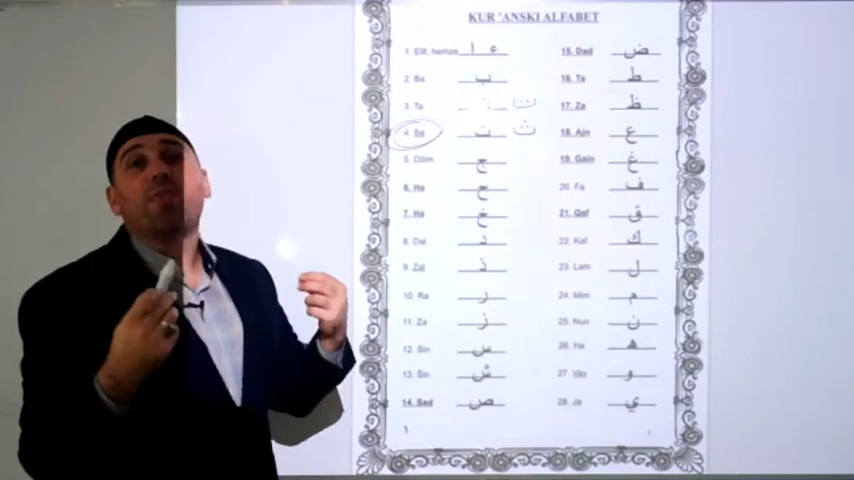 KUR'ANSKI ALFABET
1. Elif, hemze ء ا
2. Ba ب
3. Ta ت
4. Sa ث ث
5. Džim ج
6. Ha ح
7. Ha خ
8. Dal د
9. Zal ذ
10. Ra ر
11. Za ز
12. Sin س
13. Šin ش
14. Sad ص
15. Dad ض
16. Ta ط
17. Za ظ
18. Ajn ع
19. Gain غ
20. Fa ف
21. Qaf ق
22. Kaf ك
23. Lam ل
24. Mim م
25. Nun ن
26. Ha ه
27. Vav و
28. Ja ي
١